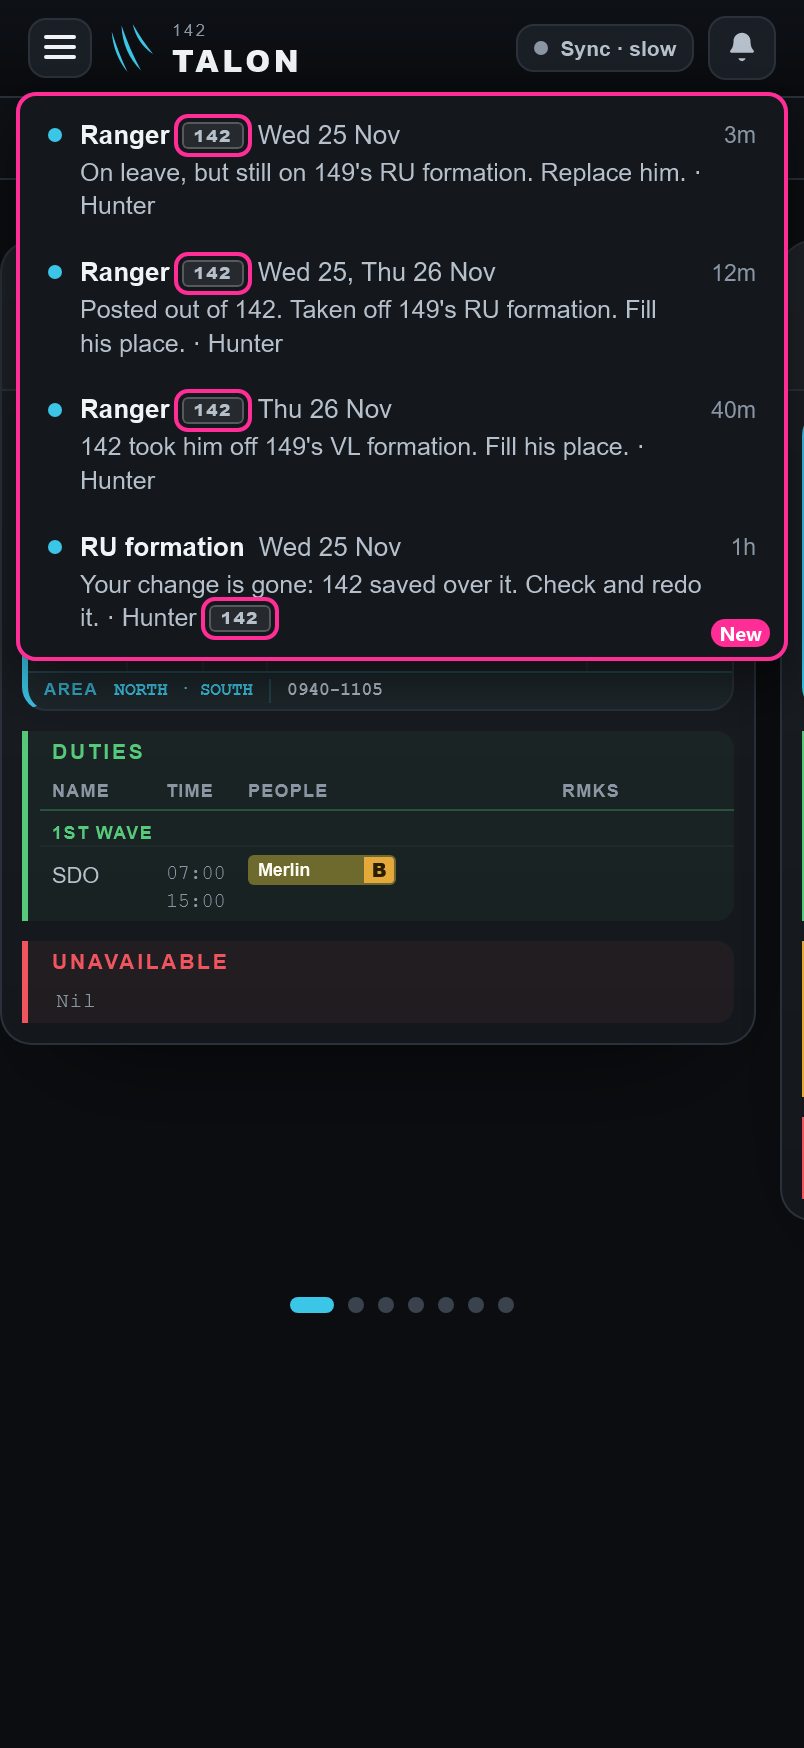 142
TALON
Sync · slow
Ranger 142 Wed 25 Nov 3m
On leave, but still on 149's RU formation. Replace him. ·
Hunter
Ranger 142 Wed 25, Thu 26 Nov 12m
Posted out of 142. Taken off 149's RU formation. Fill
his place. · Hunter
Ranger 142 Thu 26 Nov 40m
142 took him off 149's VL formation. Fill his place. ·
Hunter
RU formation Wed 25 Nov 1h
Your change is gone: 142 saved over it. Check and redo
it. · Hunter 142
New
AREA NORTH · SOUTH 0940-1105
DUTIES
NAME TIME PEOPLE RMKS
1ST WAVE
SDO 07:00 Merlin B
15:00
UNAVAILABLE
Nil